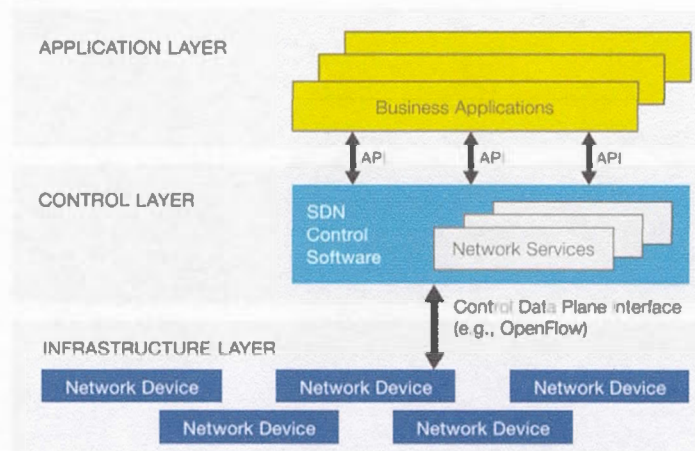 APPLICATION LAYER
Business Applications
API
API
API
CONTROL LAYER
SDN
Control
Software
Network Services
Control Data Plane interface
(e.g., OpenFlow)
INFRASTRUCTURE LAYER
Network Device
Network Device
Network Device
Network Device
Network Device